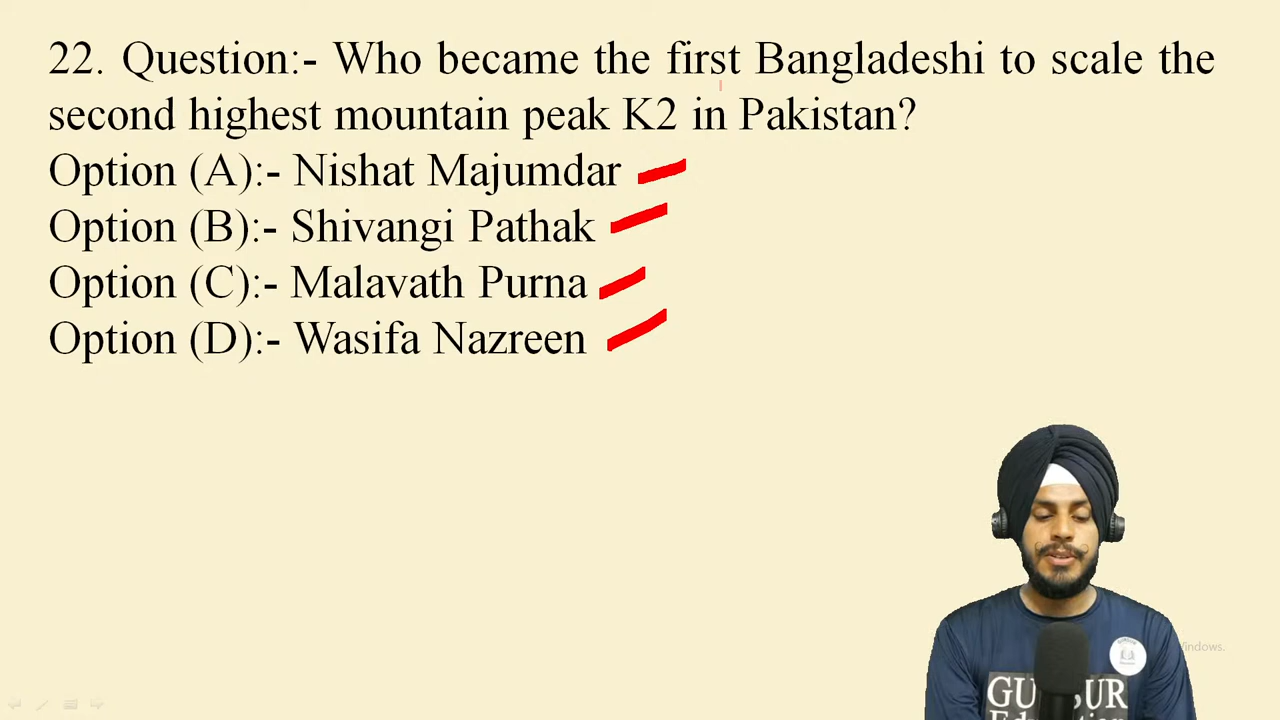 22. Question:- Who became the first Bangladeshi to scale the
second highest mountain peak K2 in Pakistan?
Option (A):- Nishat Majumdar
Option (B):- Shivangi Pathak
Option (C):- Malavath Purna
Option (D):- Wasifa Nazreen
Windows.